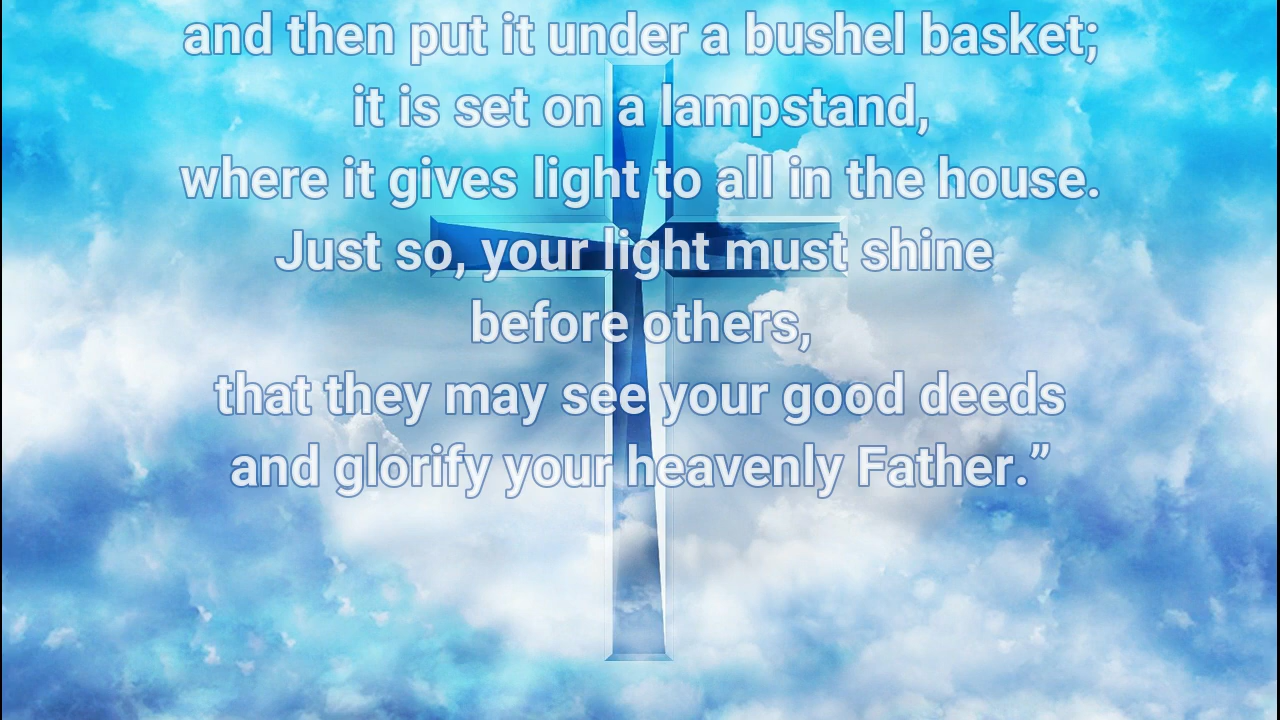 and then put it under a bushel basket;
it is set on a lampstand,
where it gives light to all in the house.
Just so, your light must shine
before others,
that they may see your good deeds
and glorify your heavenly Father.”